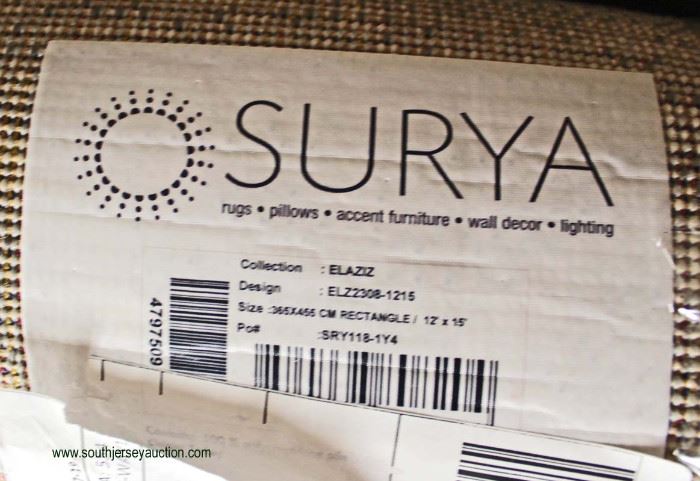 SURYA
rugs • pillows • accent furniture • wall decor • lighting
Collection : ELAZIZ
Design : ELZ2308-1215
Size :365X455 CM RECTANGLE / 12' x 15'
Po# :SRY118-1Y4
4797509
www.southjerseyauction.com